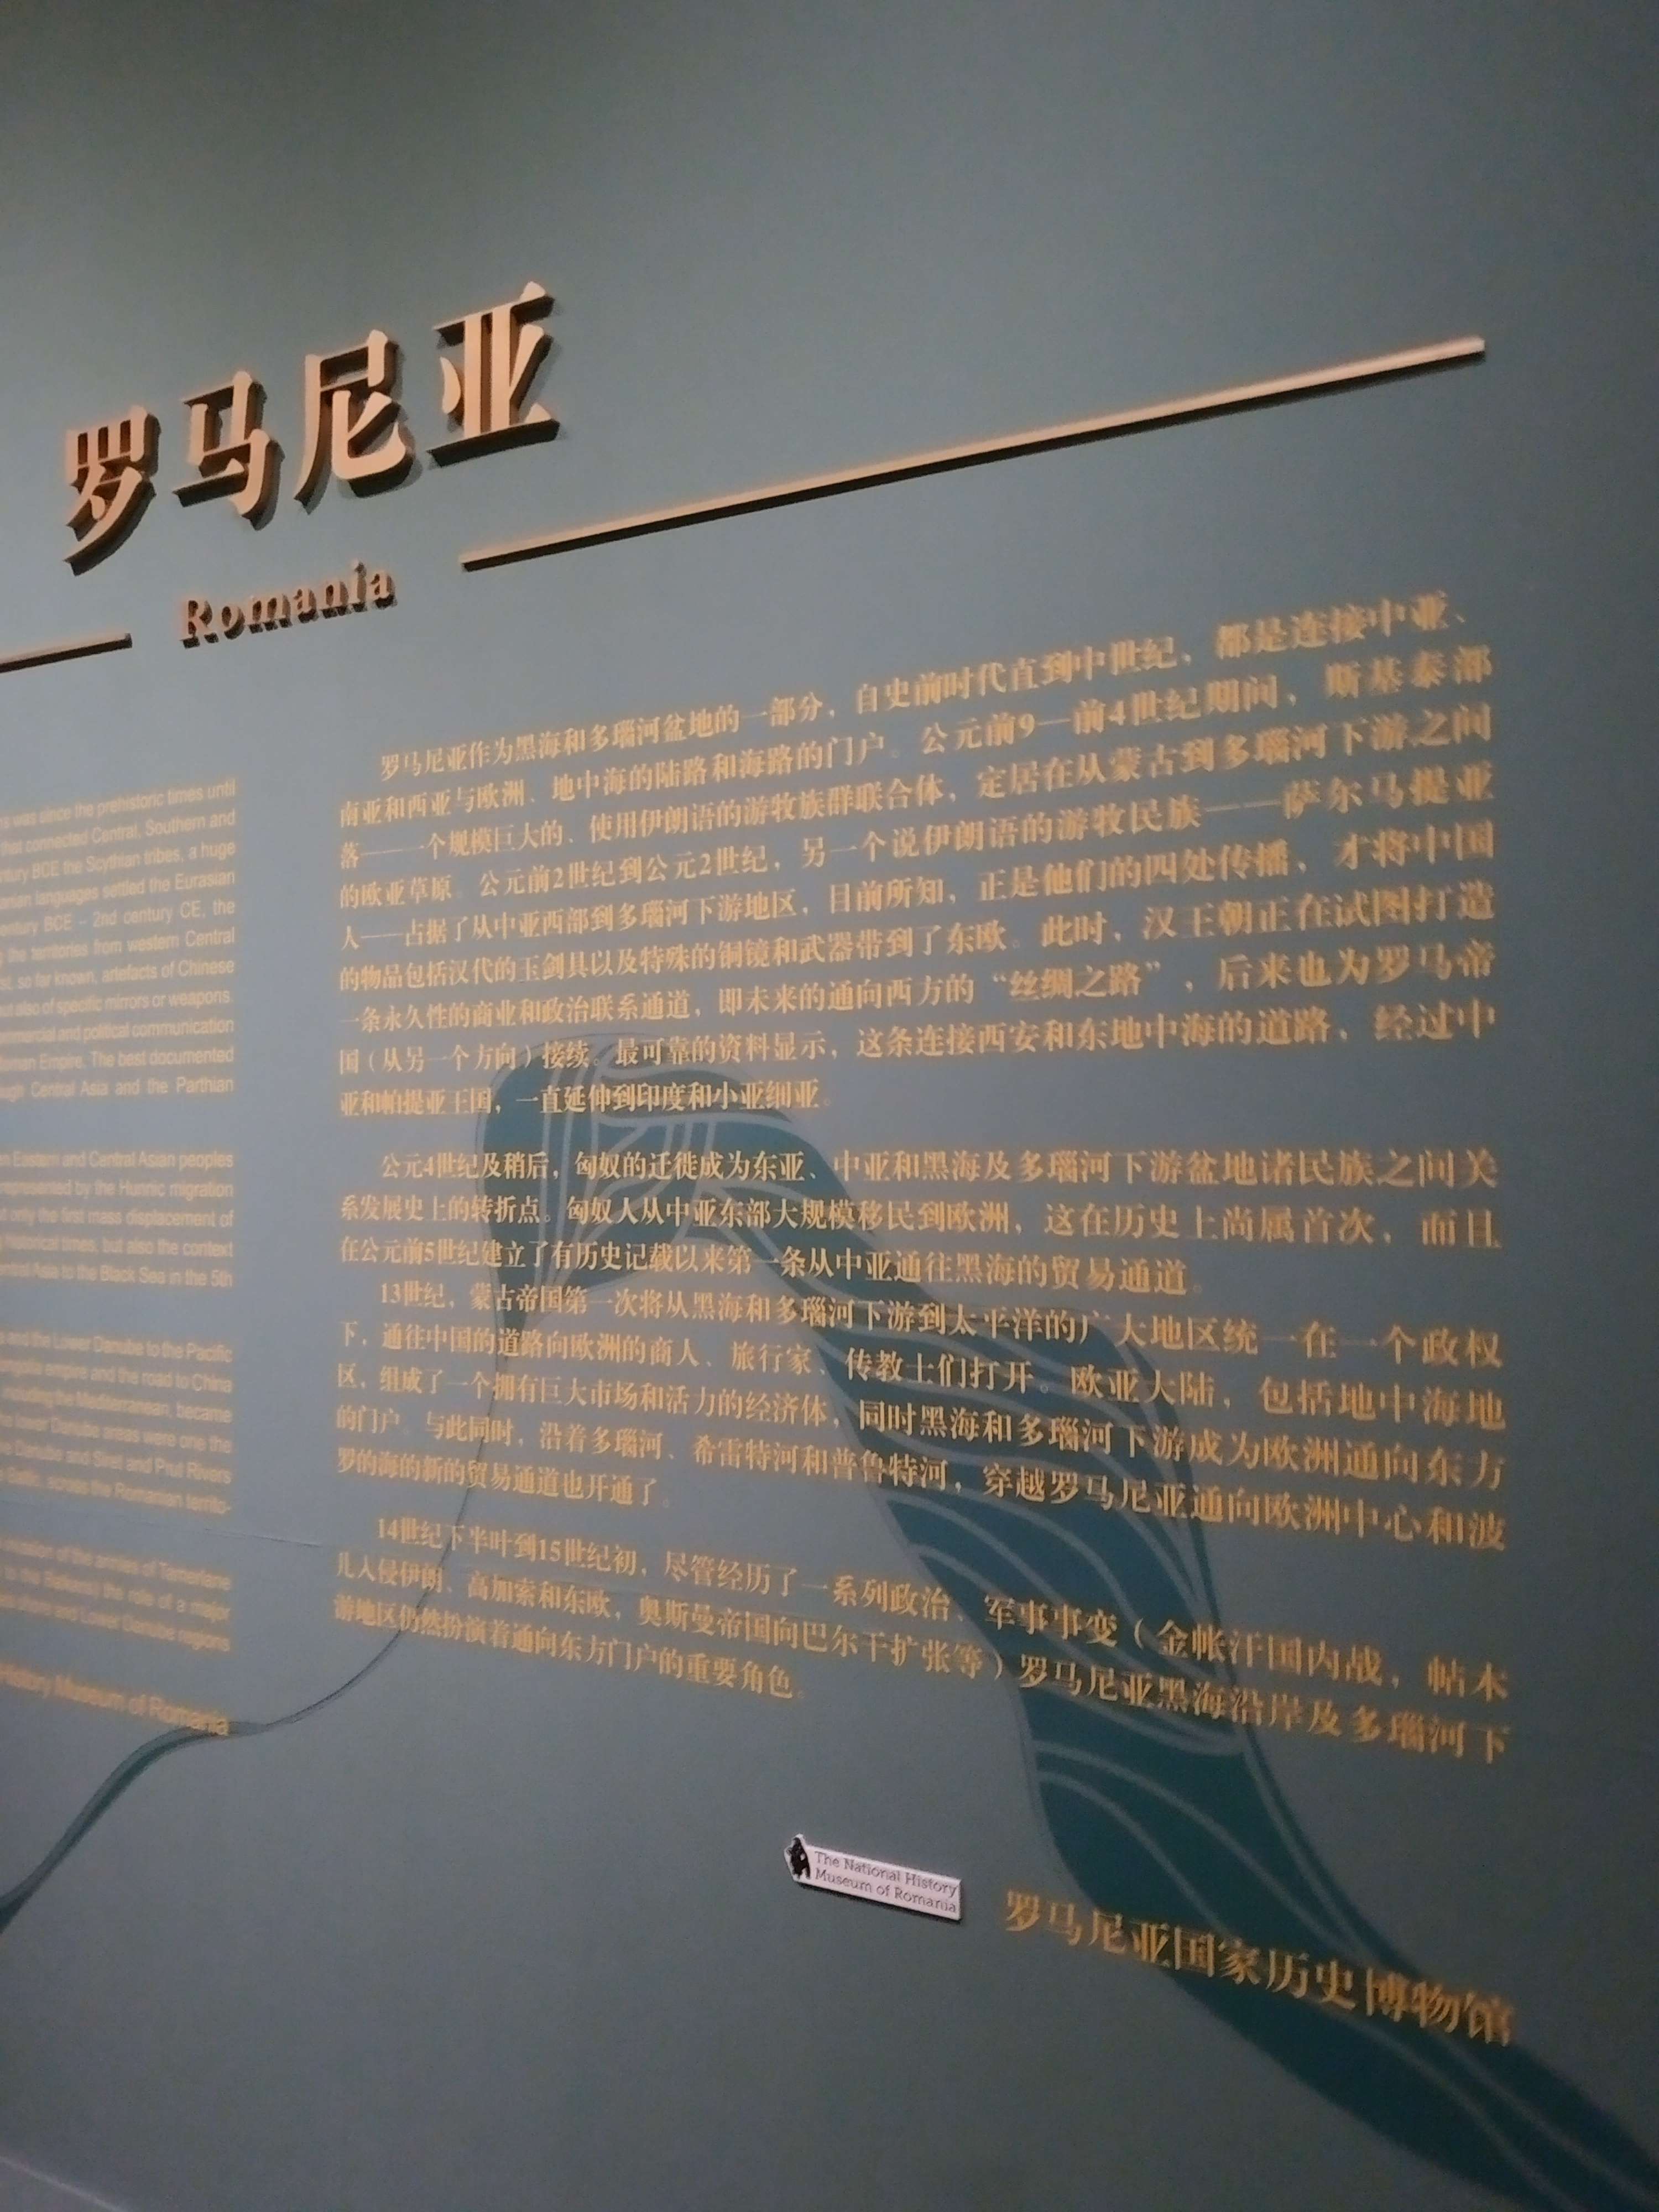 罗马尼亚
Romania
as was since the prehistoric times until
that connected Central, Southern and
ntury BCE the Scythian tribes, a huge
anian languages settled the Eurasian
entury BCE – 2nd century CE, the
the territories from western Central
st, so far known, artefacts of Chinese
but also of specific mirrors or weapons.
mmercial and political communication
oman Empire. The best documented
ough Central Asia and the Parthian
n Eastern and Central Asian peoples
represented by the Hunnic migration
t only the first mass displacement of
historical times, but also the context
entral Asia to the Black Sea in the 5th
and the Lower Danube to the Pacific
empire and the road to China
including the Mediterranean, became
lower Danube areas were one the
Danube and Siret and Prut Rivers
across the Romanian territo-
of the armies of Tamerlane
to the Balkans) the role of a major
and Lower Danube regions
History Museum of Romania
罗马尼亚作为黑海和多瑙河盆地的一部分，自史前时代直到中世纪，都是连接中亚、
南亚和西亚与欧洲、地中海的陆路和海路的门户。公元前9—前4世纪期间，斯基泰部
落——一个规模巨大的、使用伊朗语的游牧族群联合体，定居在从蒙古到多瑙河下游之间
的欧亚草原。公元前2世纪到公元2世纪，另一个说伊朗语的游牧民族——萨尔马提亚
人——占据了从中亚西部到多瑙河下游地区，目前所知，正是他们的四处传播，才将中国
的物品包括汉代的玉剑具以及特殊的铜镜和武器带到了东欧。此时，汉王朝正在试图打造
一条永久性的商业和政治联系通道，即未来的通向西方的“丝绸之路”，后来也为罗马帝
国（从另一个方向）接续。最可靠的资料显示，这条连接西安和东地中海的道路，经过中
亚和帕提亚王国，一直延伸到印度和小亚细亚。
公元4世纪及稍后，匈奴的迁徙成为东亚、中亚和黑海及多瑙河下游盆地诸民族之间关
系发展史上的转折点。匈奴人从中亚东部大规模移民到欧洲，这在历史上尚属首次，而且
在公元前5世纪建立了有历史记载以来第一条从中亚通往黑海的贸易通道。
13世纪，蒙古帝国第一次将从黑海和多瑙河下游到太平洋的广大地区统一在一个政权
下，通往中国的道路向欧洲的商人、旅行家、传教士们打开。欧亚大陆，包括地中海地
区，组成了一个拥有巨大市场和活力的经济体，同时黑海和多瑙河下游成为欧洲通向东方
的门户。与此同时，沿着多瑙河、希雷特河和普鲁特河，穿越罗马尼亚通向欧洲中心和波
罗的海的新的贸易通道也开通了。
14世纪下半叶到15世纪初，尽管经历了一系列政治、军事事变（金帐汗国内战，帖木
儿入侵伊朗、高加索和东欧，奥斯曼帝国向巴尔干扩张等）罗马尼亚黑海沿岸及多瑙河下
游地区仍然扮演着通向东方门户的重要角色。
The National History
Museum of Romania
罗马尼亚国家历史博物馆